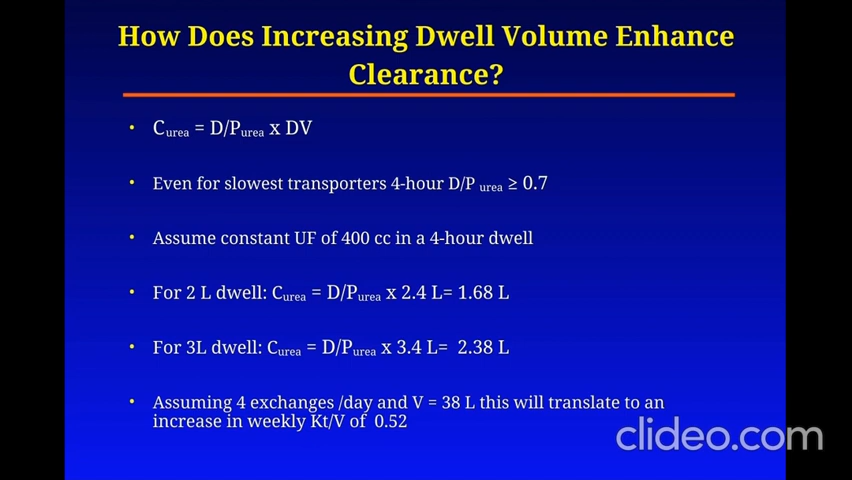 How Does Increasing Dwell Volume Enhance
Clearance?
• Curea = D/Purea x DV
• Even for slowest transporters 4-hour D/P urea ≥ 0.7
• Assume constant UF of 400 cc in a 4-hour dwell
• For 2 L dwell: Curea = D/Purea x 2.4 L= 1.68 L
• For 3L dwell: Curea = D/Purea x 3.4 L= 2.38 L
• Assuming 4 exchanges /day and V = 38 L this will translate to an
increase in weekly Kt/V of 0.52
clideo.com